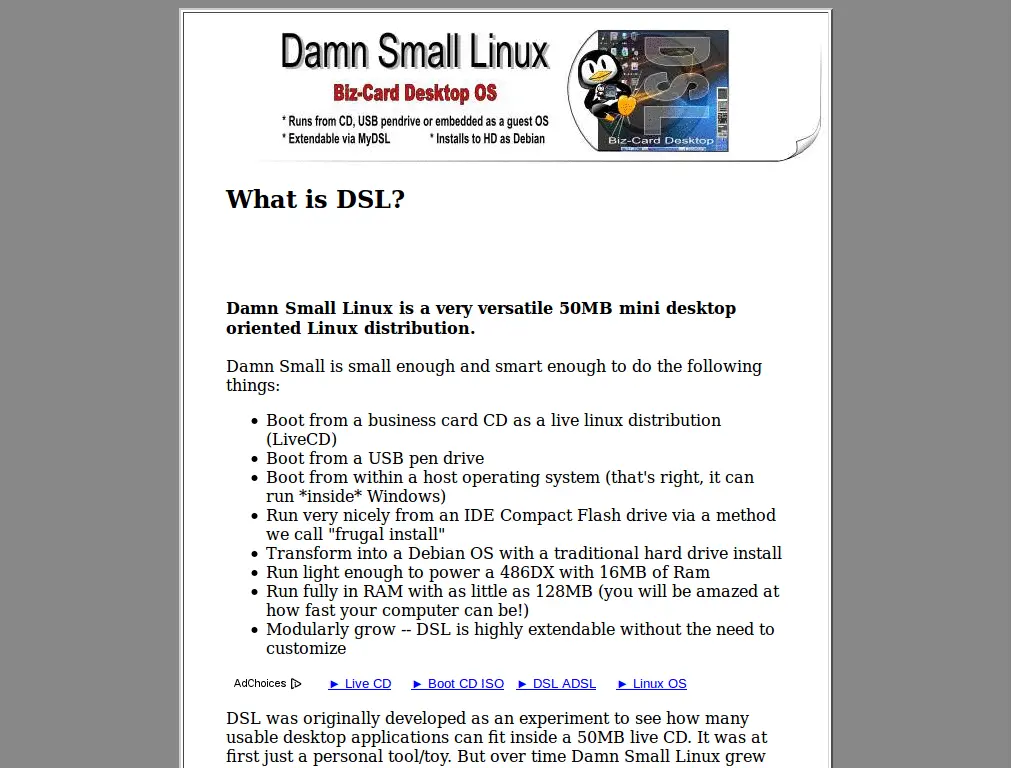 Damn Small Linux
Biz-Card Desktop OS
* Runs from CD, USB pendrive or embedded as a guest OS
* Extendable via MyDSL * Installs to HD as Debian
DSL
Biz-Card Desktop
What is DSL?
Damn Small Linux is a very versatile 50MB mini desktop
oriented Linux distribution.
Damn Small is small enough and smart enough to do the following
things:
• Boot from a business card CD as a live linux distribution
(LiveCD)
• Boot from a USB pen drive
• Boot from within a host operating system (that's right, it can
run *inside* Windows)
• Run very nicely from an IDE Compact Flash drive via a method
we call "frugal install"
• Transform into a Debian OS with a traditional hard drive install
• Run light enough to power a 486DX with 16MB of Ram
• Run fully in RAM with as little as 128MB (you will be amazed at
how fast your computer can be!)
• Modularly grow -- DSL is highly extendable without the need to
customize
AdChoices ► Live CD ► Boot CD ISO ► DSL ADSL ► Linux OS
DSL was originally developed as an experiment to see how many
usable desktop applications can fit inside a 50MB live CD. It was at
first just a personal tool/toy. But over time Damn Small Linux grew